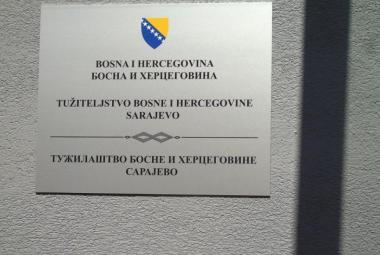 BOSNA I HERCEGOVINA
БОСНА И ХЕРЦЕГОВИНА
TUŽITELJSTVO BOSNE I HERCEGOVINE
SARAJEVO
ТУЖИЛАШТВО БОСНЕ И ХЕРЦЕГОВИНЕ
САРАЈЕВО